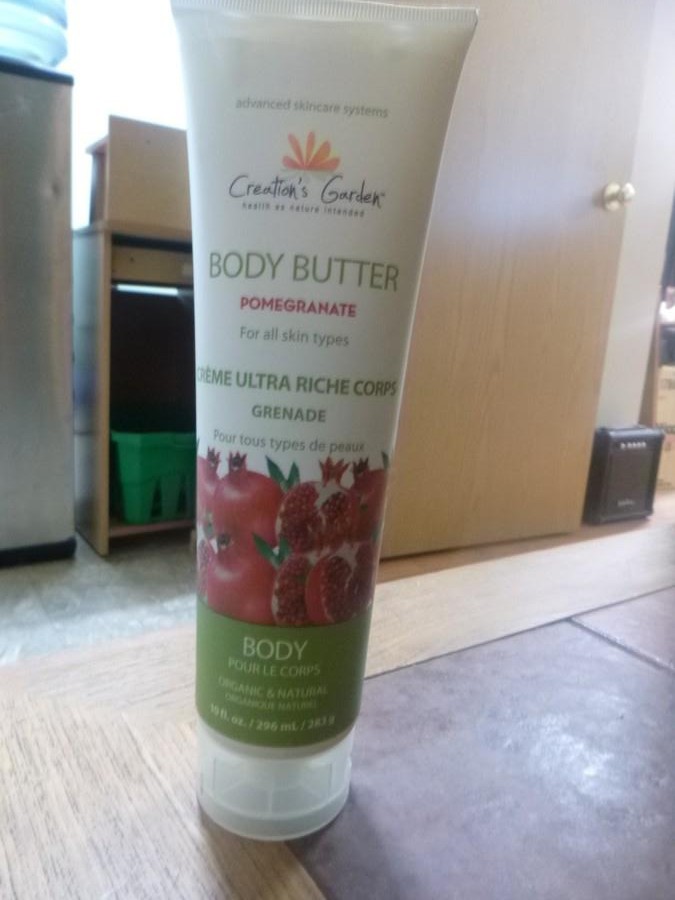 advanced skincare systems
Creation's Garden
health as nature intended
BODY BUTTER
POMEGRANATE
For all skin types
CRÈME ULTRA RICHE CORPS
GRENADE
Pour tous types de peaux
BODY
POUR LE CORPS
ORGANIC & NATURAL
ORGANIQUE NATUREL
10 fl. oz. / 296 mL / 283 g